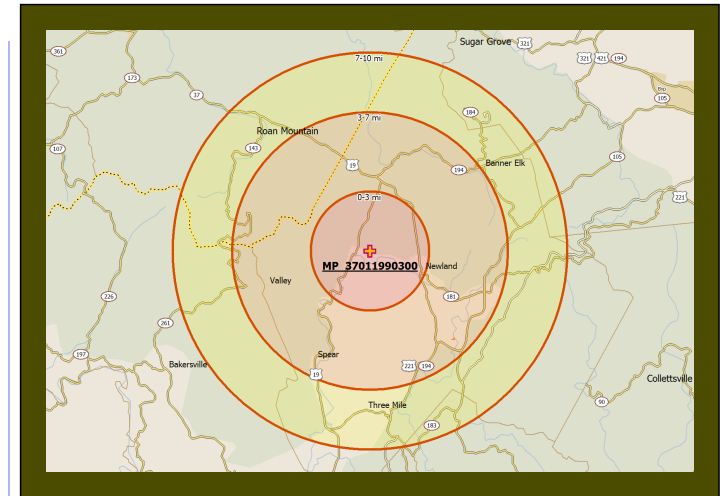 Sugar Grove
321
361
7-10 mi
321
421
194
173
Bsp
105
37
184
3-7 mi
Roan Mountain
107
143
105
19
Banner Elk
194
221
0-3 mi
MP_37011990300
Newland
Valley
226
181
261
197
Spear
Bakersville
221
194
19
Collettsville
90
Three Mile
183